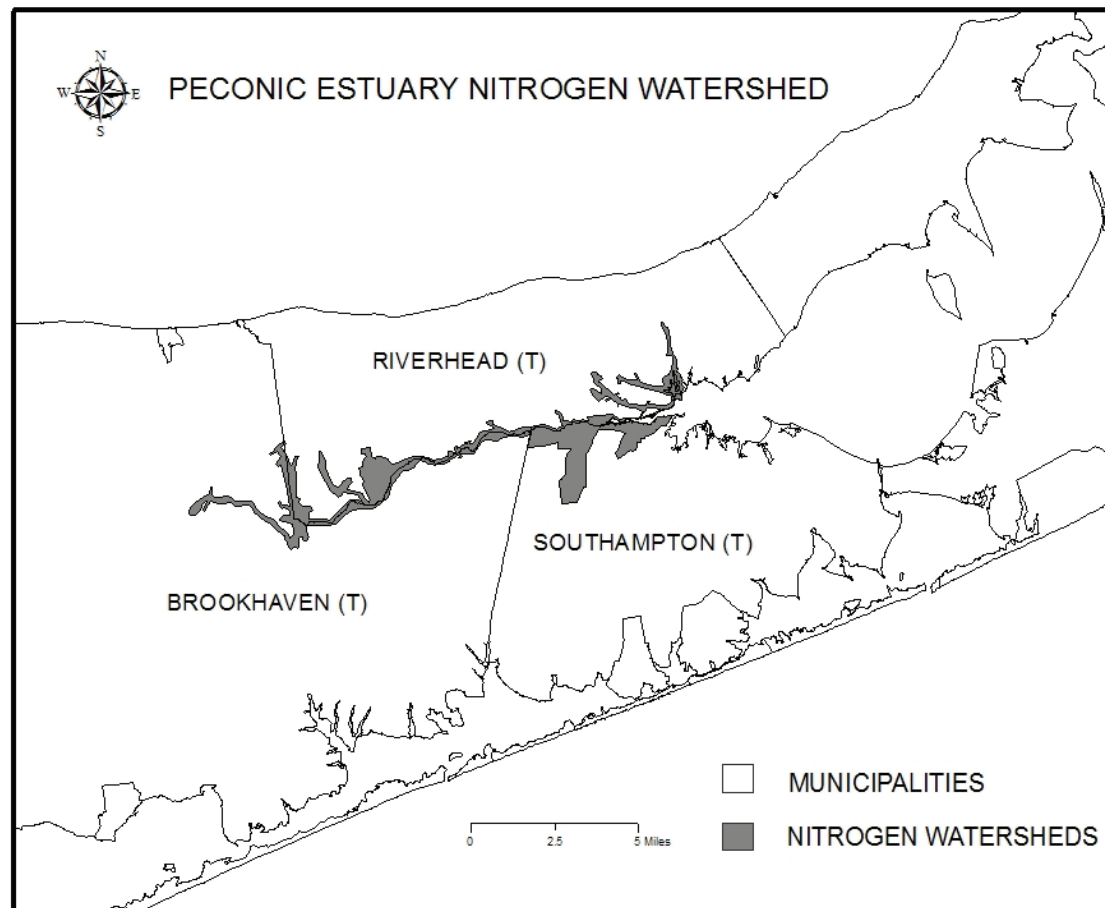 N
W E
S
PECONIC ESTUARY NITROGEN WATERSHED
RIVERHEAD (T)
SOUTHAMPTON (T)
BROOKHAVEN (T)
MUNICIPALITIES
NITROGEN WATERSHEDS
0 2.5 5 Miles